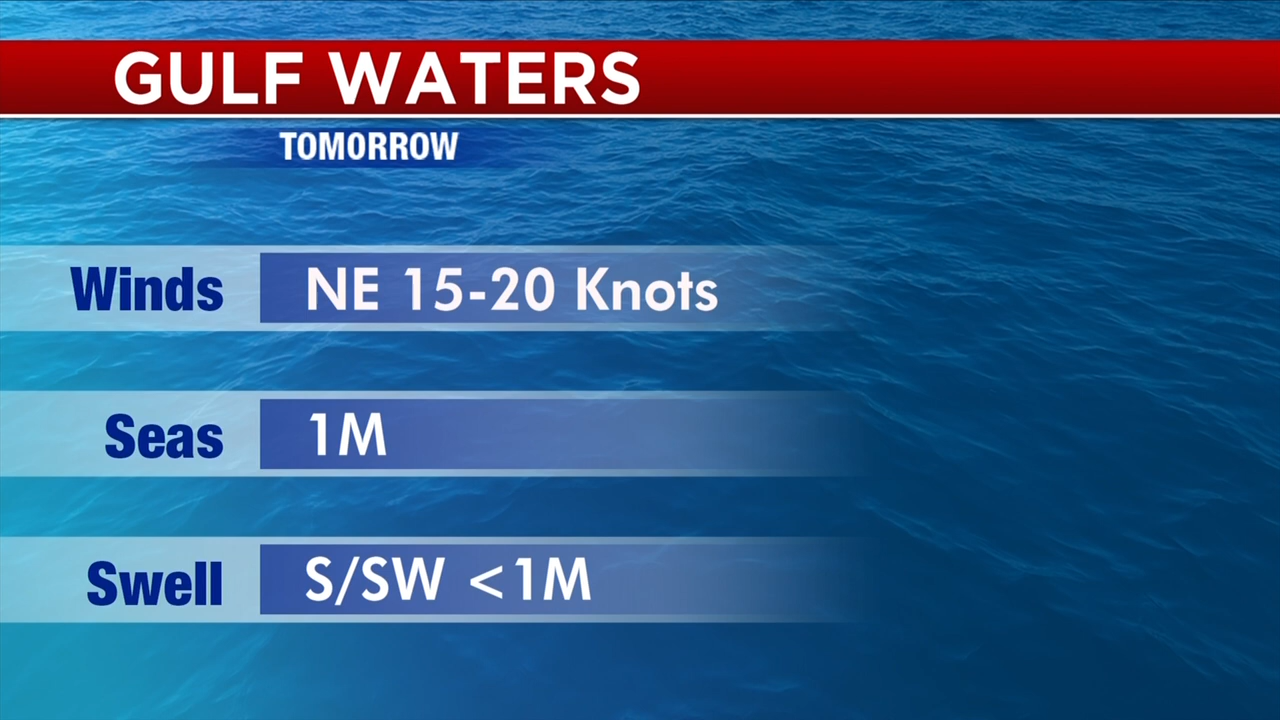 GULF WATERS
TOMORROW
Winds NE 15-20 Knots
Seas 1M
Swell S/SW <1M